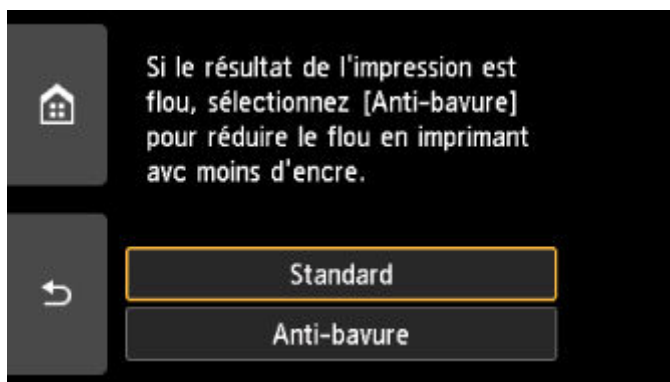 Si le résultat de l'impression est
flou, sélectionnez [Anti-bavure]
pour réduire le flou en imprimant
avc moins d'encre.
Standard
Anti-bavure